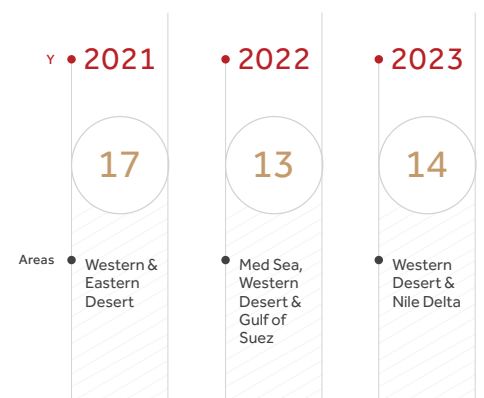 Y 2021 2022 2023
17 13 14
Areas
Western &
Eastern
Desert
Med Sea,
Western
Desert &
Gulf of
Suez
Western
Desert &
Nile Delta